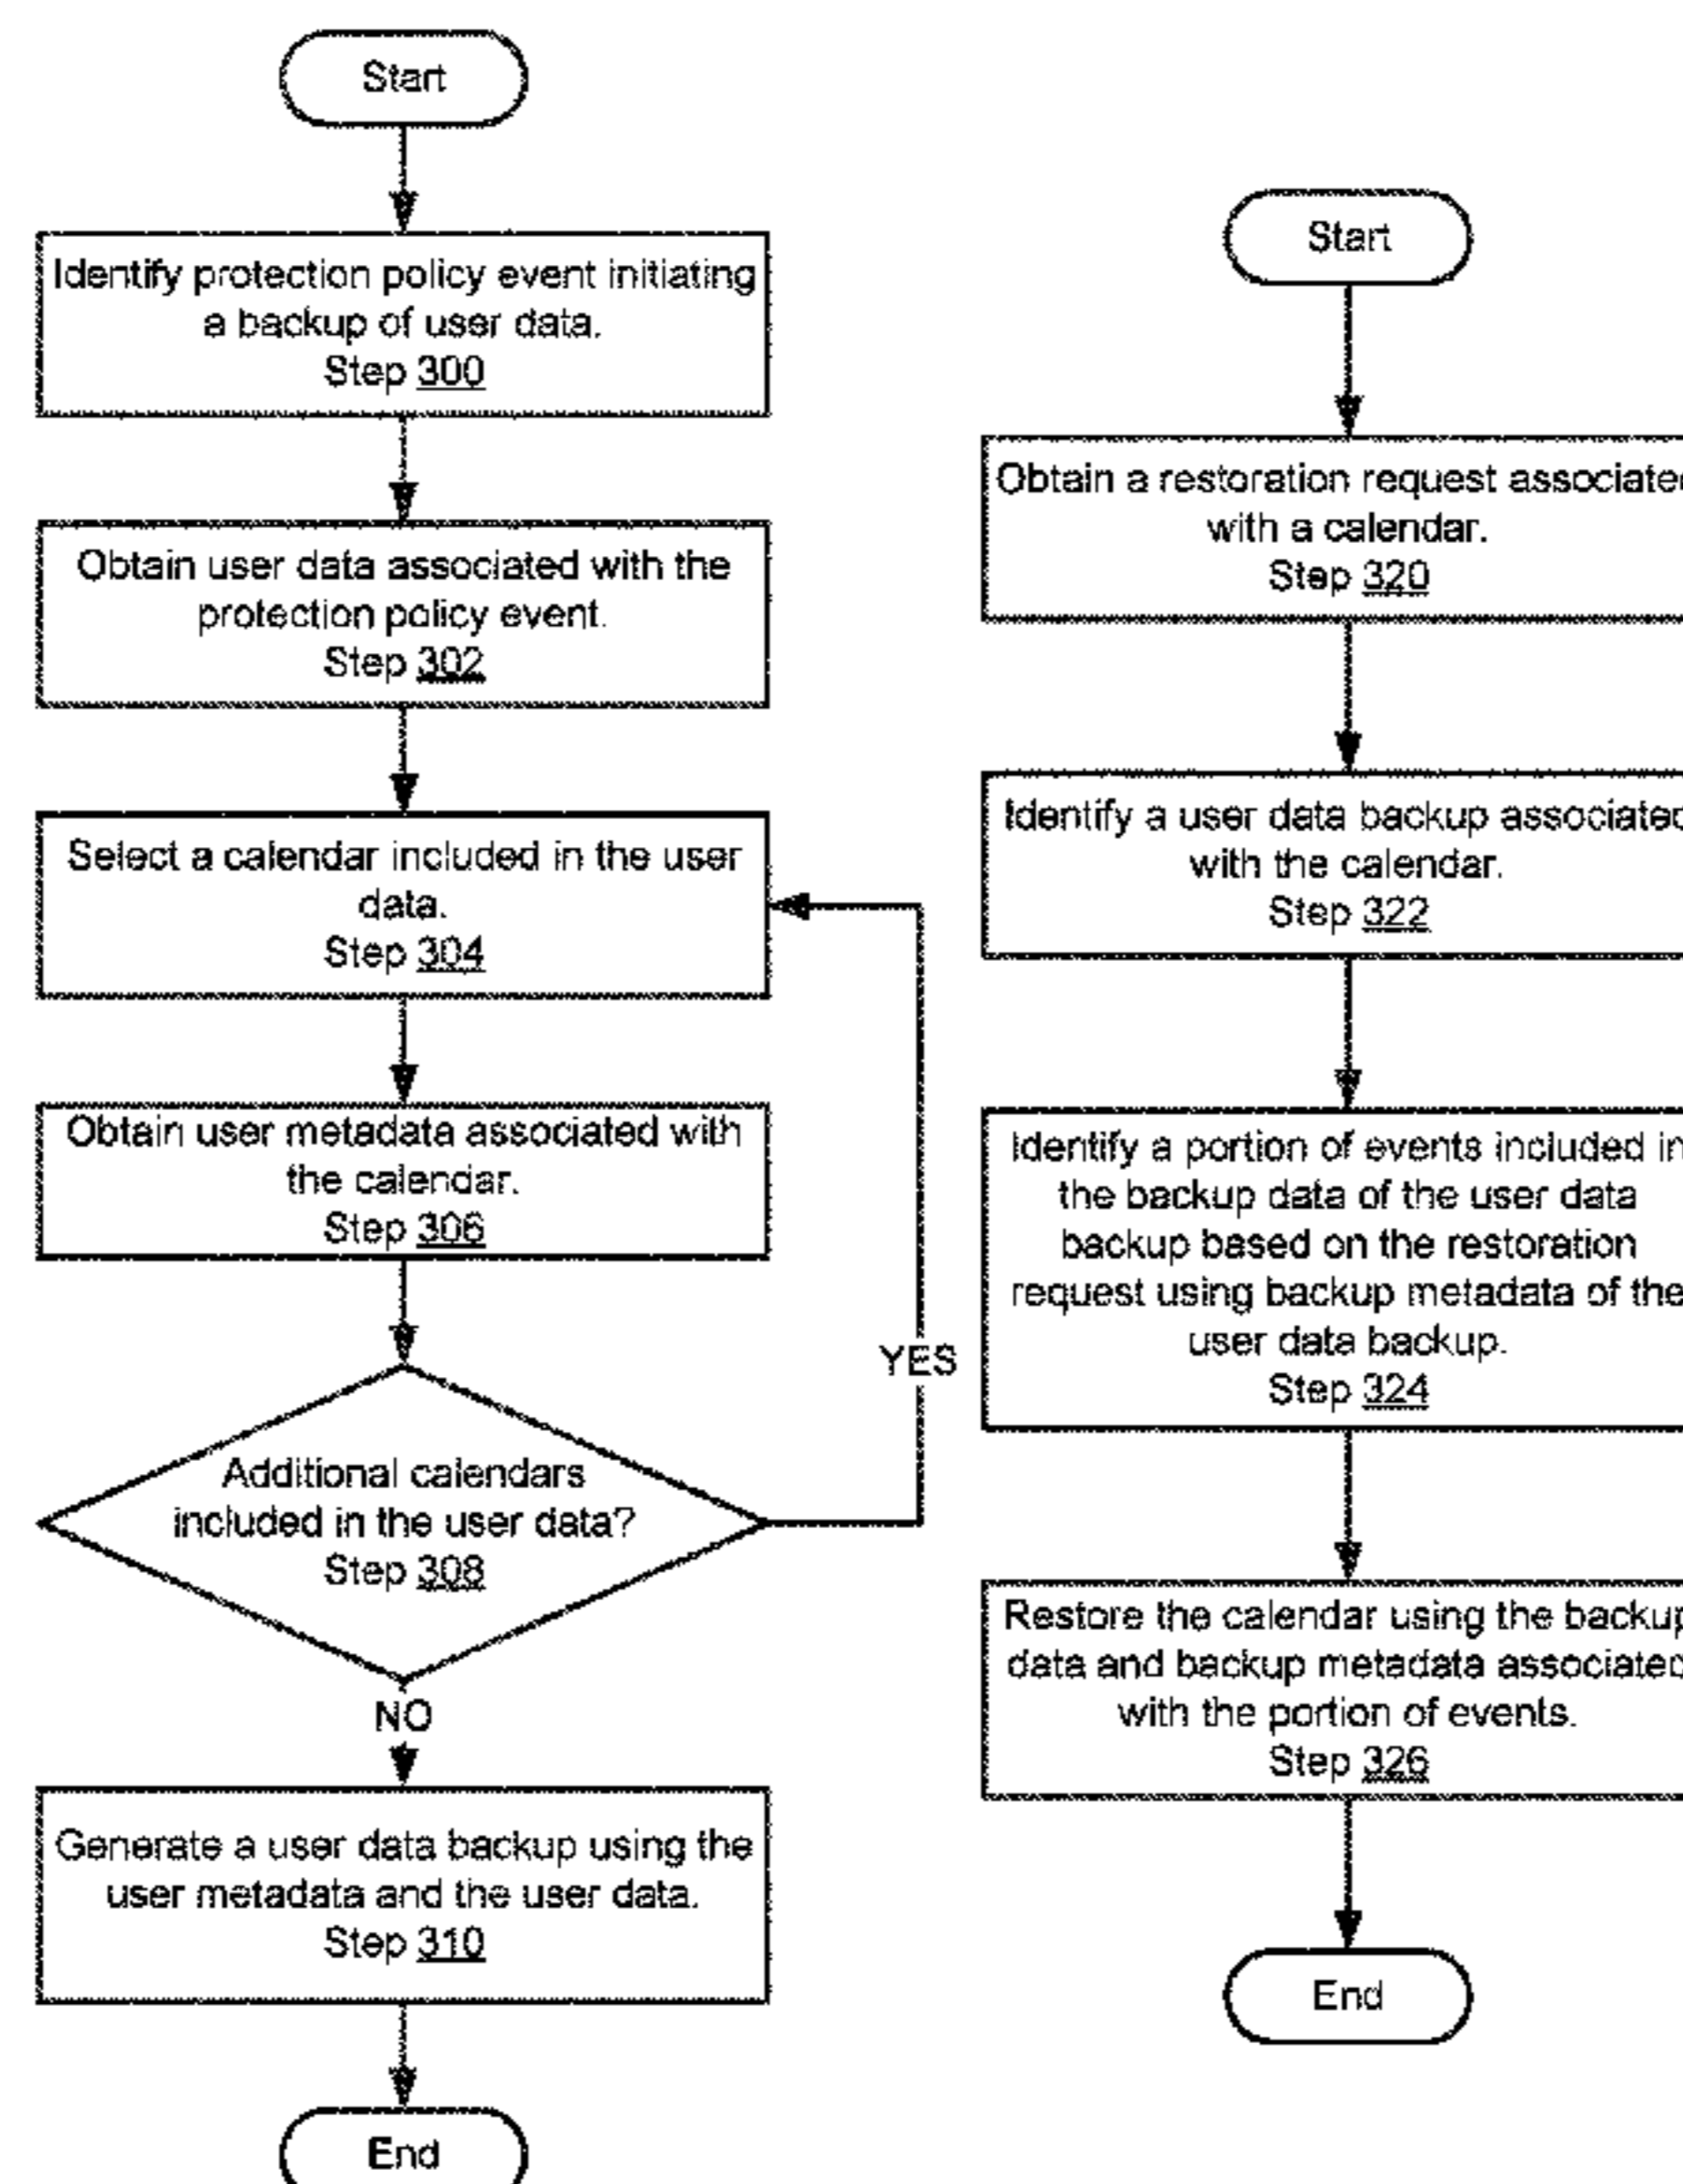 Start
Identify protection policy event initiating
a backup of user data.
Step 300
Obtain user data associated with the
protection policy event.
Step 302
Select a calendar included in the user
data.
Step 304
Obtain user metadata associated with
the calendar.
Step 306
Additional calendars
included in the user data?
Step 308
YES
NO
Generate a user data backup using the
user metadata and the user data.
Step 310
End
Start
Obtain a restoration request associated
with a calendar.
Step 320
Identify a user data backup associated
with the calendar.
Step 322
Identify a portion of events included in
the backup data of the user data
backup based on the restoration
request using backup metadata of the
user data backup.
Step 324
Restore the calendar using the backup
data and backup metadata associated
with the portion of events.
Step 326
End